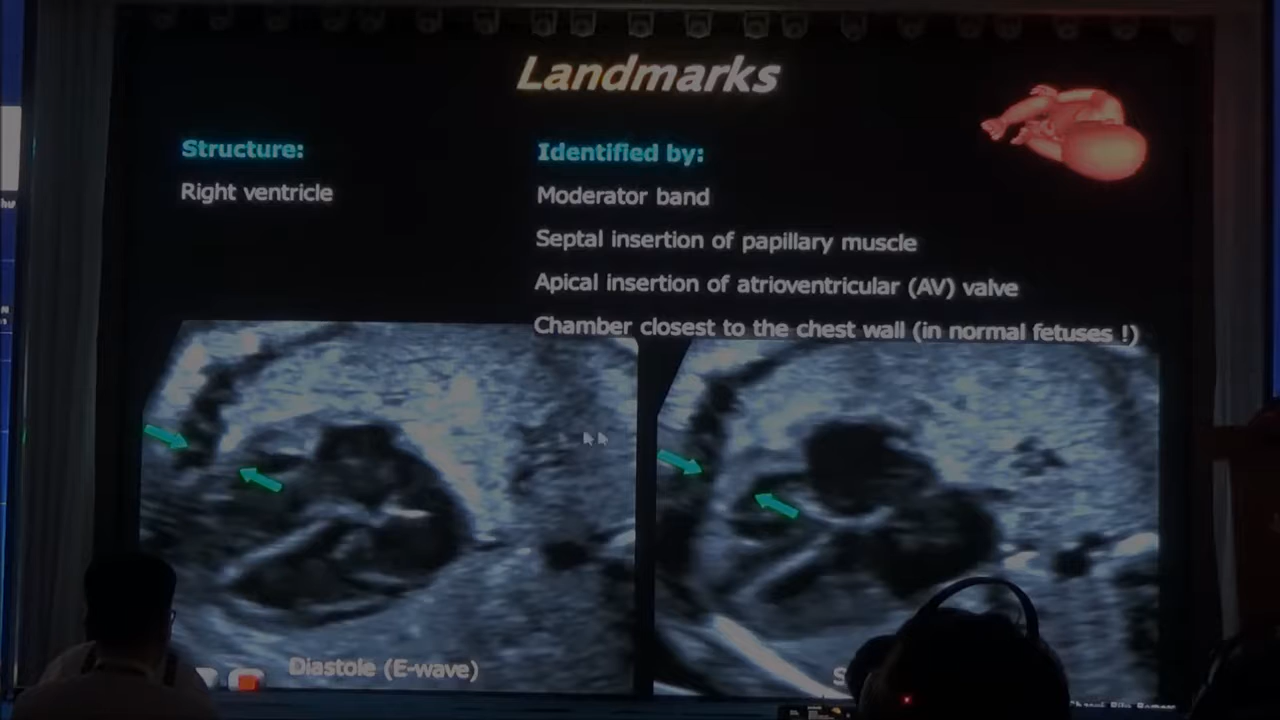 Landmarks
Structure:
Right ventricle
Identified by:
Moderator band
Septal insertion of papillary muscle
Apical insertion of atrioventricular (AV) valve
Chamber closest to the chest wall (in normal fetuses !)
Diastole (E-wave)